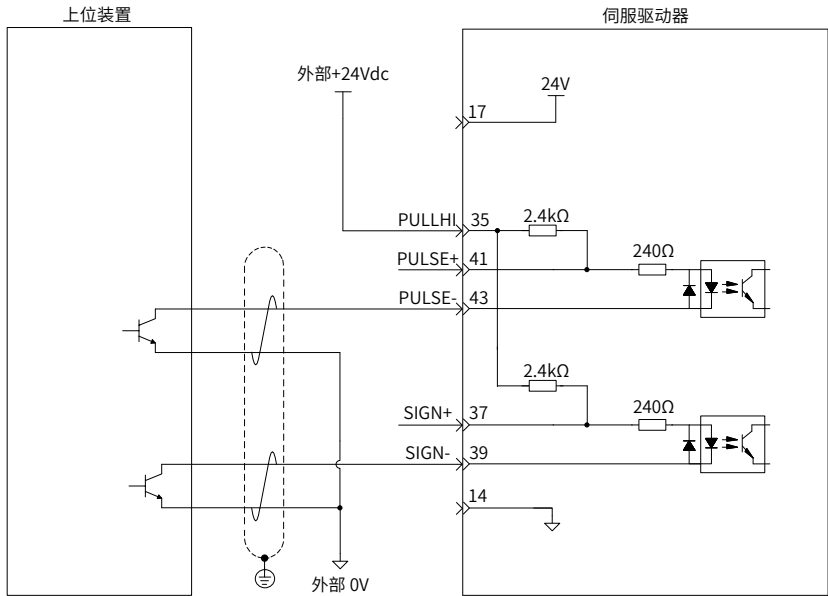 上位装置
伺服驱动器
外部+24Vdc
24V
17
PULLHI
35
2.4kΩ
PULSE+
41
240Ω
PULSE-
43
2.4kΩ
SIGN+
37
240Ω
SIGN-
39
14
外部 0V